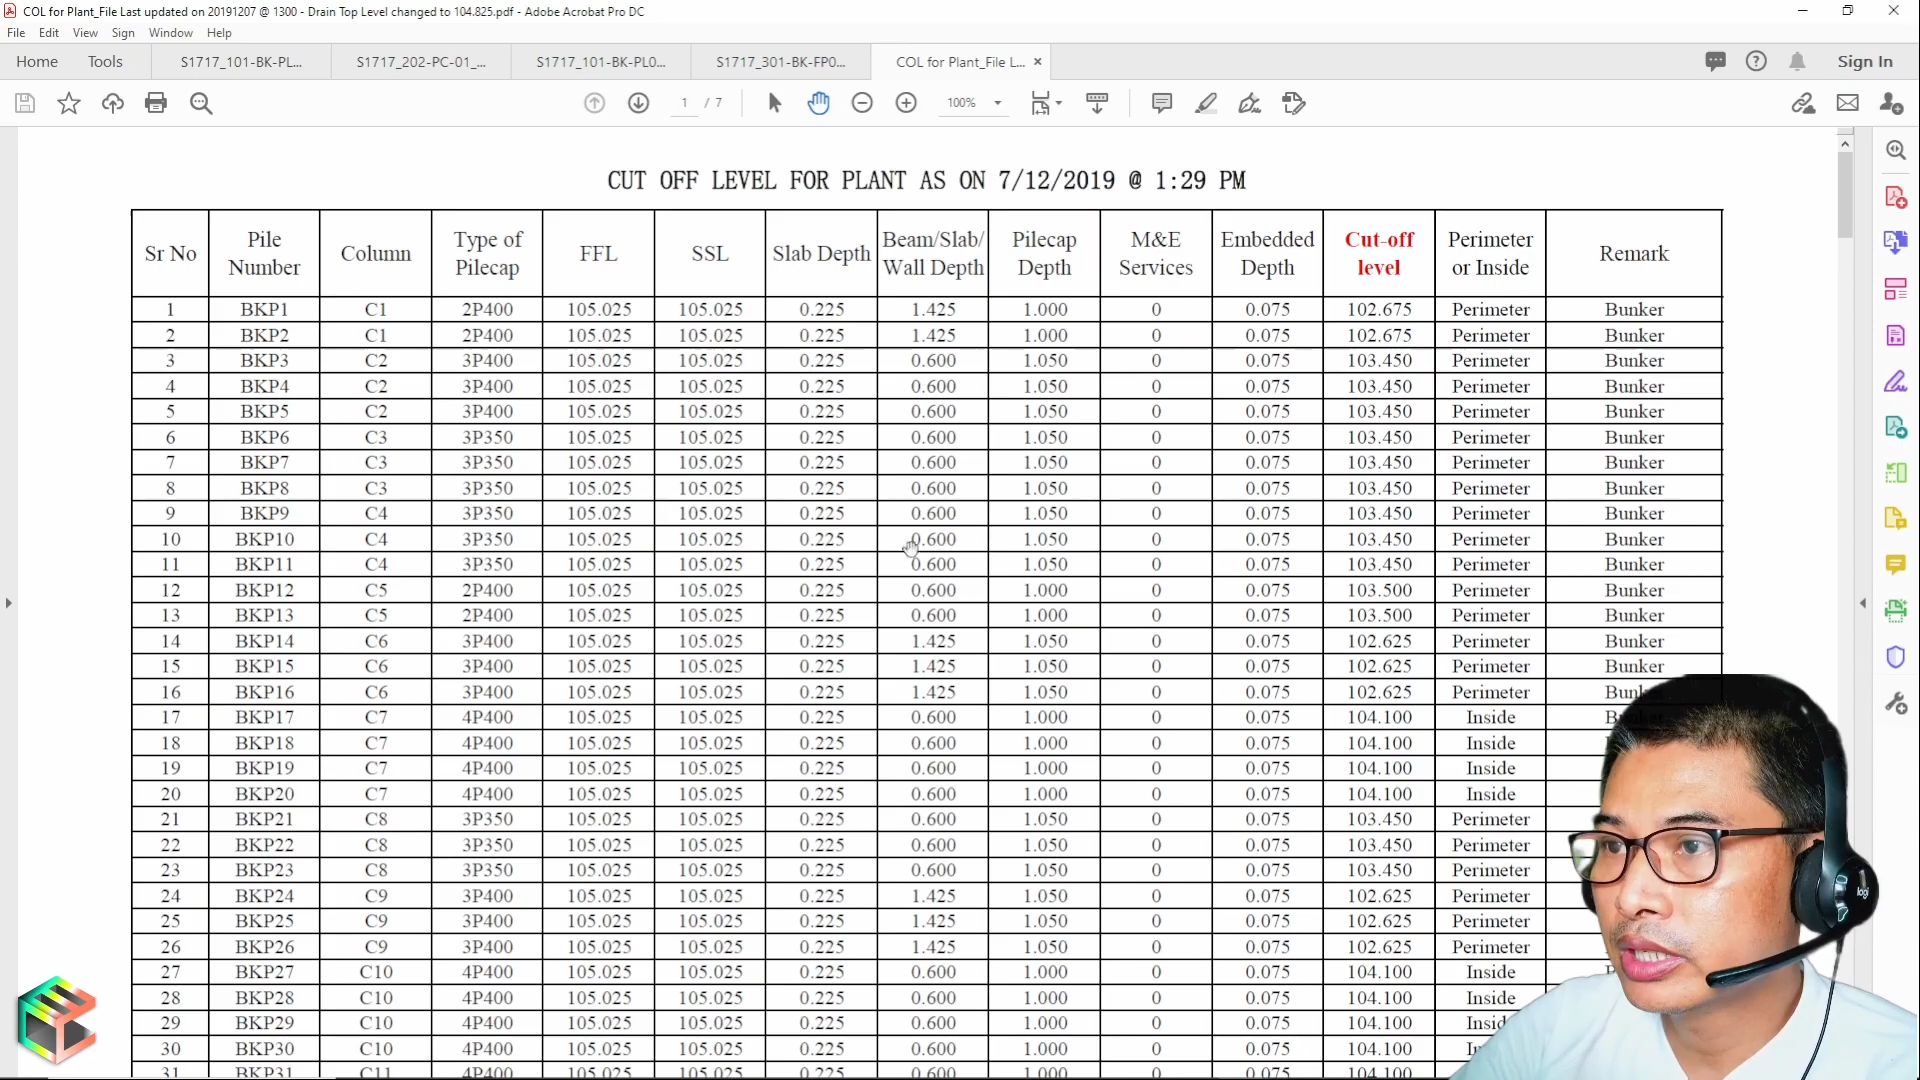 COL for Plant_File Last updated on 20191207 @ 1300 - Drain Top Level changed to 104.825.pdf - Adobe Acrobat Pro DC
File Edit View Sign Window Help
Home Tools S1717_101-BK-PL... S1717_202-PC-01_... S1717_101-BK-PL0... S1717_301-BK-FP0... COL for Plant_File L... Sign In
1 / 7 100%
CUT OFF LEVEL FOR PLANT AS ON 7/12/2019 @ 1:29 PM
Sr No Pile Number Column Type of Pilecap FFL SSL Slab Depth Beam/Slab/ Wall Depth Pilecap Depth M&E Services Embedded Depth Cut-off level Perimeter or Inside Remark
1 BKP1 C1 2P400 105.025 105.025 0.225 1.425 1.000 0 0.075 102.675 Perimeter Bunker
2 BKP2 C1 2P400 105.025 105.025 0.225 1.425 1.000 0 0.075 102.675 Perimeter Bunker
3 BKP3 C2 3P400 105.025 105.025 0.225 0.600 1.050 0 0.075 103.450 Perimeter Bunker
4 BKP4 C2 3P400 105.025 105.025 0.225 0.600 1.050 0 0.075 103.450 Perimeter Bunker
5 BKP5 C2 3P400 105.025 105.025 0.225 0.600 1.050 0 0.075 103.450 Perimeter Bunker
6 BKP6 C3 3P350 105.025 105.025 0.225 0.600 1.050 0 0.075 103.450 Perimeter Bunker
7 BKP7 C3 3P350 105.025 105.025 0.225 0.600 1.050 0 0.075 103.450 Perimeter Bunker
8 BKP8 C3 3P350 105.025 105.025 0.225 0.600 1.050 0 0.075 103.450 Perimeter Bunker
9 BKP9 C4 3P350 105.025 105.025 0.225 0.600 1.050 0 0.075 103.450 Perimeter Bunker
10 BKP10 C4 3P350 105.025 105.025 0.225 0.600 1.050 0 0.075 103.450 Perimeter Bunker
11 BKP11 C4 3P350 105.025 105.025 0.225 0.600 1.050 0 0.075 103.450 Perimeter Bunker
12 BKP12 C5 2P400 105.025 105.025 0.225 0.600 1.000 0 0.075 103.500 Perimeter Bunker
13 BKP13 C5 2P400 105.025 105.025 0.225 0.600 1.000 0 0.075 103.500 Perimeter Bunker
14 BKP14 C6 3P400 105.025 105.025 0.225 1.425 1.050 0 0.075 102.625 Perimeter Bunker
15 BKP15 C6 3P400 105.025 105.025 0.225 1.425 1.050 0 0.075 102.625 Perimeter Bunker
16 BKP16 C6 3P400 105.025 105.025 0.225 1.425 1.050 0 0.075 102.625 Perimeter
17 BKP17 C7 4P400 105.025 105.025 0.225 0.600 1.000 0 0.075 104.100 Inside
18 BKP18 C7 4P400 105.025 105.025 0.225 0.600 1.000 0 0.075 104.100 Inside
19 BKP19 C7 4P400 105.025 105.025 0.225 0.600 1.000 0 0.075 104.100 Inside
20 BKP20 C7 4P400 105.025 105.025 0.225 0.600 1.000 0 0.075 104.100 Inside
21 BKP21 C8 3P350 105.025 105.025 0.225 0.600 1.050 0 0.075 103.450 Perimeter
22 BKP22 C8 3P350 105.025 105.025 0.225 0.600 1.050 0 0.075 103.450 Perimeter
23 BKP23 C8 3P350 105.025 105.025 0.225 0.600 1.050 0 0.075 103.450 Perimeter
24 BKP24 C9 3P400 105.025 105.025 0.225 1.425 1.050 0 0.075 102.625 Perimeter
25 BKP25 C9 3P400 105.025 105.025 0.225 1.425 1.050 0 0.075 102.625 Perimeter
26 BKP26 C9 3P400 105.025 105.025 0.225 1.425 1.050 0 0.075 102.625 Perimeter
27 BKP27 C10 4P400 105.025 105.025 0.225 0.600 1.000 0 0.075 104.100 Inside
28 BKP28 C10 4P400 105.025 105.025 0.225 0.600 1.000 0 0.075 104.100 Inside
29 BKP29 C10 4P400 105.025 105.025 0.225 0.600 1.000 0 0.075 104.100
30 BKP30 C10 4P400 105.025 105.025 0.225 0.600 1.000 0 0.075 104.100
31 BKP31 C11 4P400 105.025 105.025 0.225 0.600 1.000 0 0.075 104.100
logi